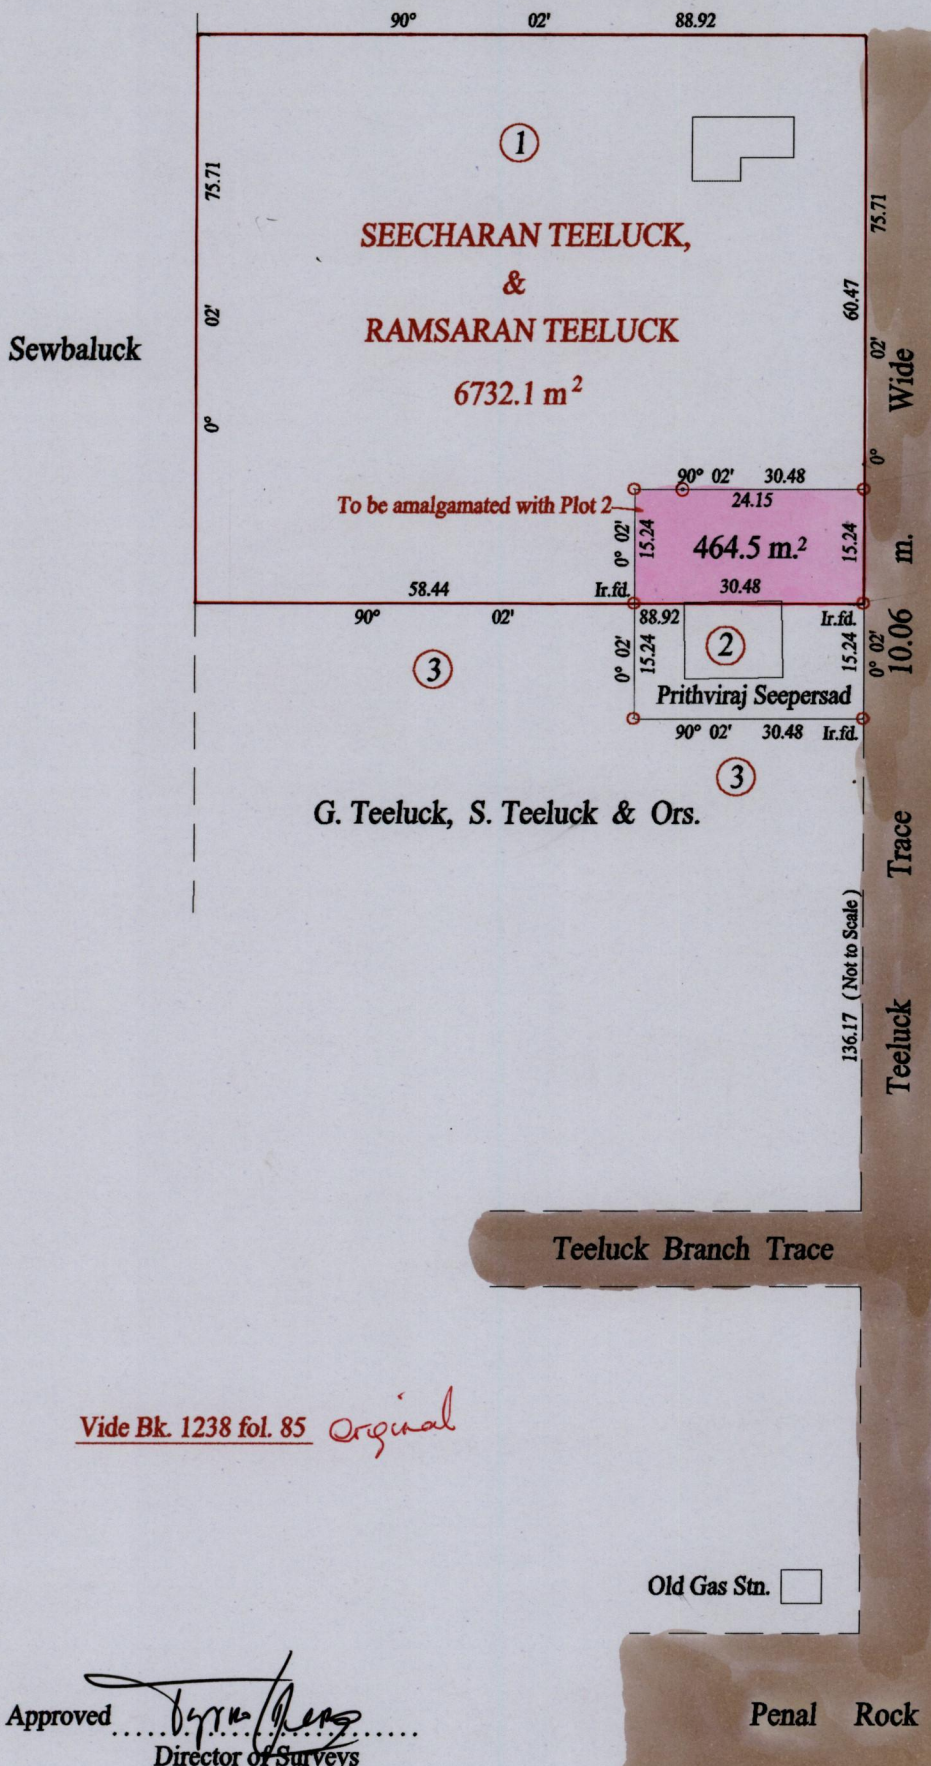 90° 02' 88.92
75.71
02'
0°
1
75.71
60.47
02'
0°
SEECHARAN TEELUCK,
&
RAMSARAN TEELUCK
6732.1 m²
Sewbaluck
90° 02' 30.48
To be amalgamated with Plot 2
24.15
0° 02'
15.24
464.5 m.²
15.24
58.44
Ir.fd.
30.48
90° 02'
88.92
Ir.fd.
3
0° 02'
15.24
2
15.24
0° 02'
Prithviraj Seepersad
90° 02' 30.48 Ir.fd.
3
G. Teeluck, S. Teeluck & Ors.
136.17 ( Not to Scale )
Teeluck Trace 10.06 m. Wide
Teeluck Branch Trace
Vide Bk. 1238 fol. 85 Original
Old Gas Stn.
Approved
Director of Surveys
Penal Rock